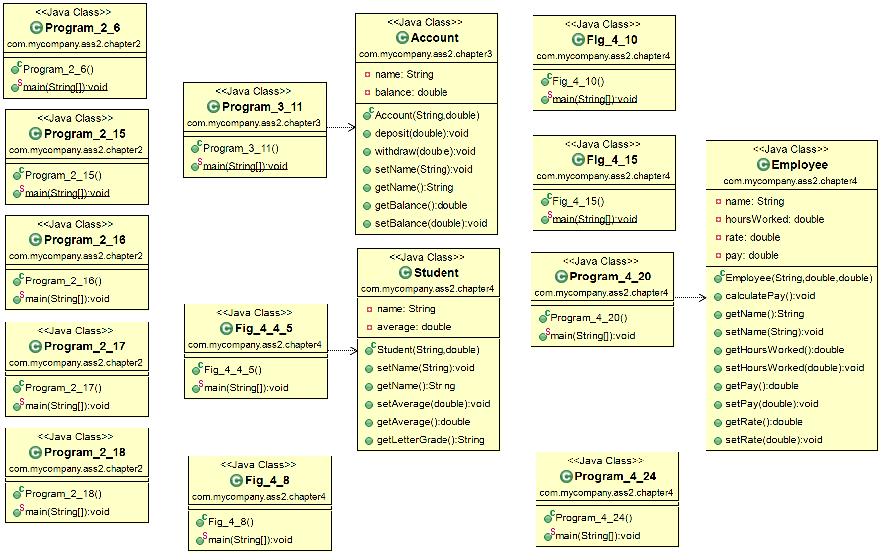 <<Java Class>>
Program_2_6
com.mycompany.ass2.chapter2
Program_2_6()
main(String[]):void
<<Java Class>>
Program_2_15
com.mycompany.ass2.chapter2
Program_2_15()
main(String[]):void
<<Java Class>>
Program_2_16
com.mycompany.ass2.chapter2
Program_2_16()
main(String[]):void
<<Java Class>>
Program_2_17
com.mycompany.ass2.chapter2
Program_2_17()
main(String[]):void
<<Java Class>>
Program_2_18
com.mycompany.ass2.chapter2
Program_2_18()
main(String[]):void
<<Java Class>>
Program_3_11
com.mycompany.ass2.chapter3
Program_3_11()
main(String[]):void
<<Java Class>>
Fig_4_4_5
com.mycompany.ass2.chapter4
Fig_4_4_5()
main(String[]):void
<<Java Class>>
Fig_4_8
com.mycompany.ass2.chapter4
Fig_4_8()
main(String[]):void
<<Java Class>>
Account
com.mycompany.ass2.chapter3
name: String
balance: double
Account(String,double)
deposit(double):void
withdraw(double):void
setName(String):void
getName():String
getBalance():double
setBalance(double):void
<<Java Class>>
Student
com.mycompany.ass2.chapter4
name: String
average: double
Student(String,double)
setName(String):void
getName():String
setAverage(double):void
getAverage():double
getLetterGrade():String
<<Java Class>>
Fig_4_10
com.mycompany.ass2.chapter4
Fig_4_10()
main(String[]):void
<<Java Class>>
Fig_4_15
com.mycompany.ass2.chapter4
Fig_4_15()
main(String[]):void
<<Java Class>>
Program_4_20
com.mycompany.ass2.chapter4
Program_4_20()
main(String[]):void
<<Java Class>>
Program_4_24
com.mycompany.ass2.chapter4
Program_4_24()
main(String[]):void
<<Java Class>>
Employee
com.mycompany.ass2.chapter4
name: String
hoursWorked: double
rate: double
pay: double
Employee(String,double,double)
calculatePay():void
getName():String
setName(String):void
getHoursWorked():double
setHoursWorked(double):void
getPay():double
setPay(double):void
getRate():double
setRate(double):void